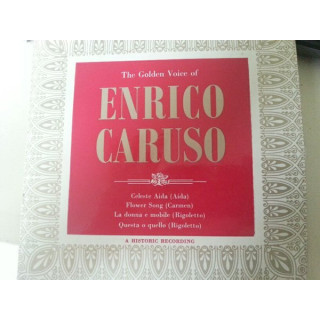 The Golden Voice of
ENRICO
CARUSO
Celeste Aida (Aida)
Flower Song (Carmen)
La donna e mobile (Rigoletto)
Questa o quella (Rigoletto)
A HISTORIC RECORDING